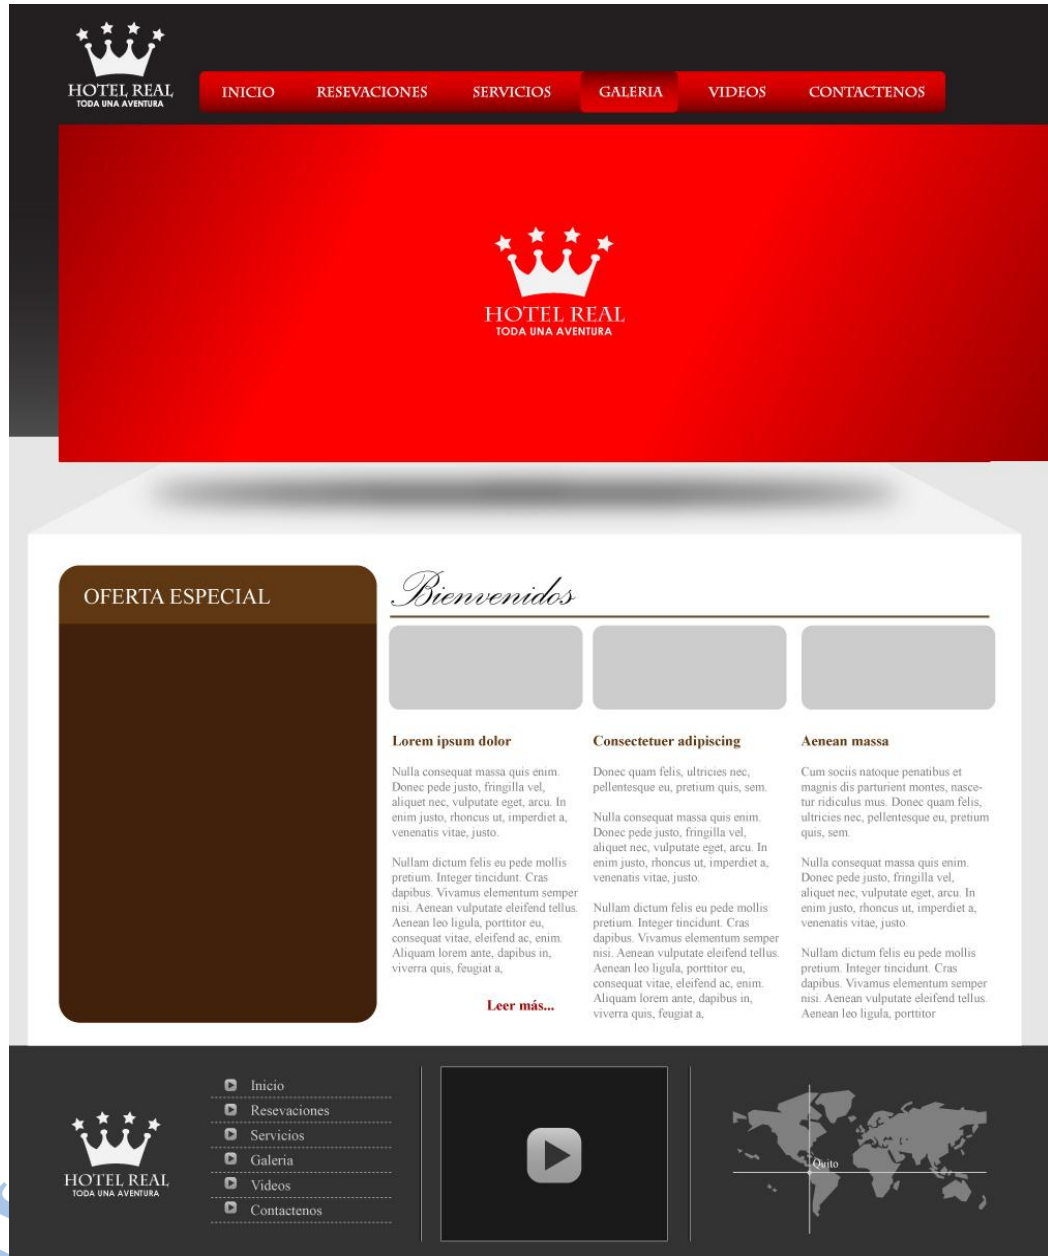 HOTEL REAL
TODA UNA AVENTURA
INICIO RESEVACIONES SERVICIOS GALERIA VIDEOS CONTACTENOS
HOTEL REAL
TODA UNA AVENTURA
OFERTA ESPECIAL
Bienvenidos
Lorem ipsum dolor
Nulla consequat massa quis enim.
Donec pede justo, fringilla vel,
aliquet nec, vulputate eget, arcu. In
enim justo, rhoncus ut, imperdiet a,
venenatis vitae, justo.
Nullam dictum felis eu pede mollis
pretium. Integer tincidunt. Cras
dapibus. Vivamus elementum semper
nisi. Aenean vulputate eleifend tellus.
Aenean leo ligula, porttitor eu,
consequat vitae, eleifend ac, enim.
Aliquam lorem ante, dapibus in,
viverra quis, feugiat a,
Leer más...
Consectetuer adipiscing
Donec quam felis, ultricies nec,
pellentesque eu, pretium quis, sem.
Nulla consequat massa quis enim.
Donec pede justo, fringilla vel,
aliquet nec, vulputate eget, arcu. In
enim justo, rhoncus ut, imperdiet a,
venenatis vitae, justo.
Nullam dictum felis eu pede mollis
pretium. Integer tincidunt. Cras
dapibus. Vivamus elementum semper
nisi. Aenean vulputate eleifend tellus.
Aenean leo ligula, porttitor eu,
consequat vitae, eleifend ac, enim.
Aliquam lorem ante, dapibus in,
viverra quis, feugiat a,
Aenean massa
Cum sociis natoque penatibus et
magnis dis parturient montes, nasce-
tur ridiculus mus. Donec quam felis,
ultricies nec, pellentesque eu, pretium
quis, sem.
Nulla consequat massa quis enim.
Donec pede justo, fringilla vel,
aliquet nec, vulputate eget, arcu. In
enim justo, rhoncus ut, imperdiet a,
venenatis vitae, justo.
Nullam dictum felis eu pede mollis
pretium. Integer tincidunt. Cras
dapibus. Vivamus elementum semper
nisi. Aenean vulputate eleifend tellus.
Aenean leo ligula, porttitor
HOTEL REAL
TODA UNA AVENTURA
Inicio
Resevaciones
Servicios
Galeria
Videos
Contactenos
Quito